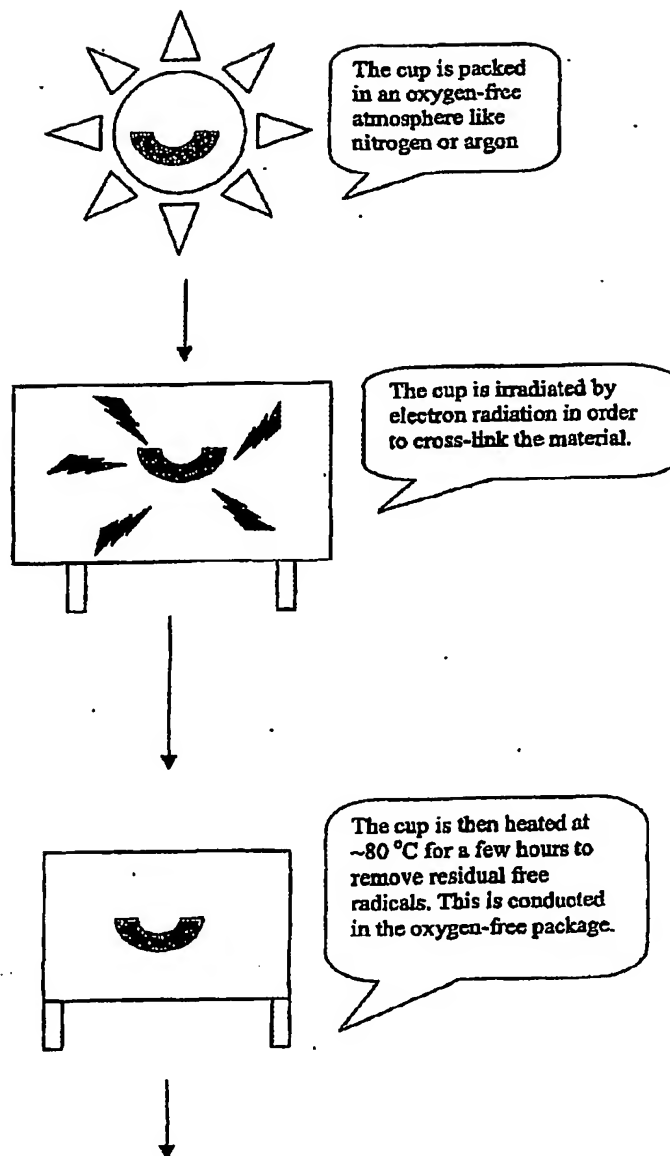 The cup is packed
in an oxygen-free
atmosphere like
nitrogen or argon
The cup is irradiated by
electron radiation in order
to cross-link the material.
The cup is then heated at
~80 °C for a few hours to
remove residual free
radicals. This is conducted
in the oxygen-free package.